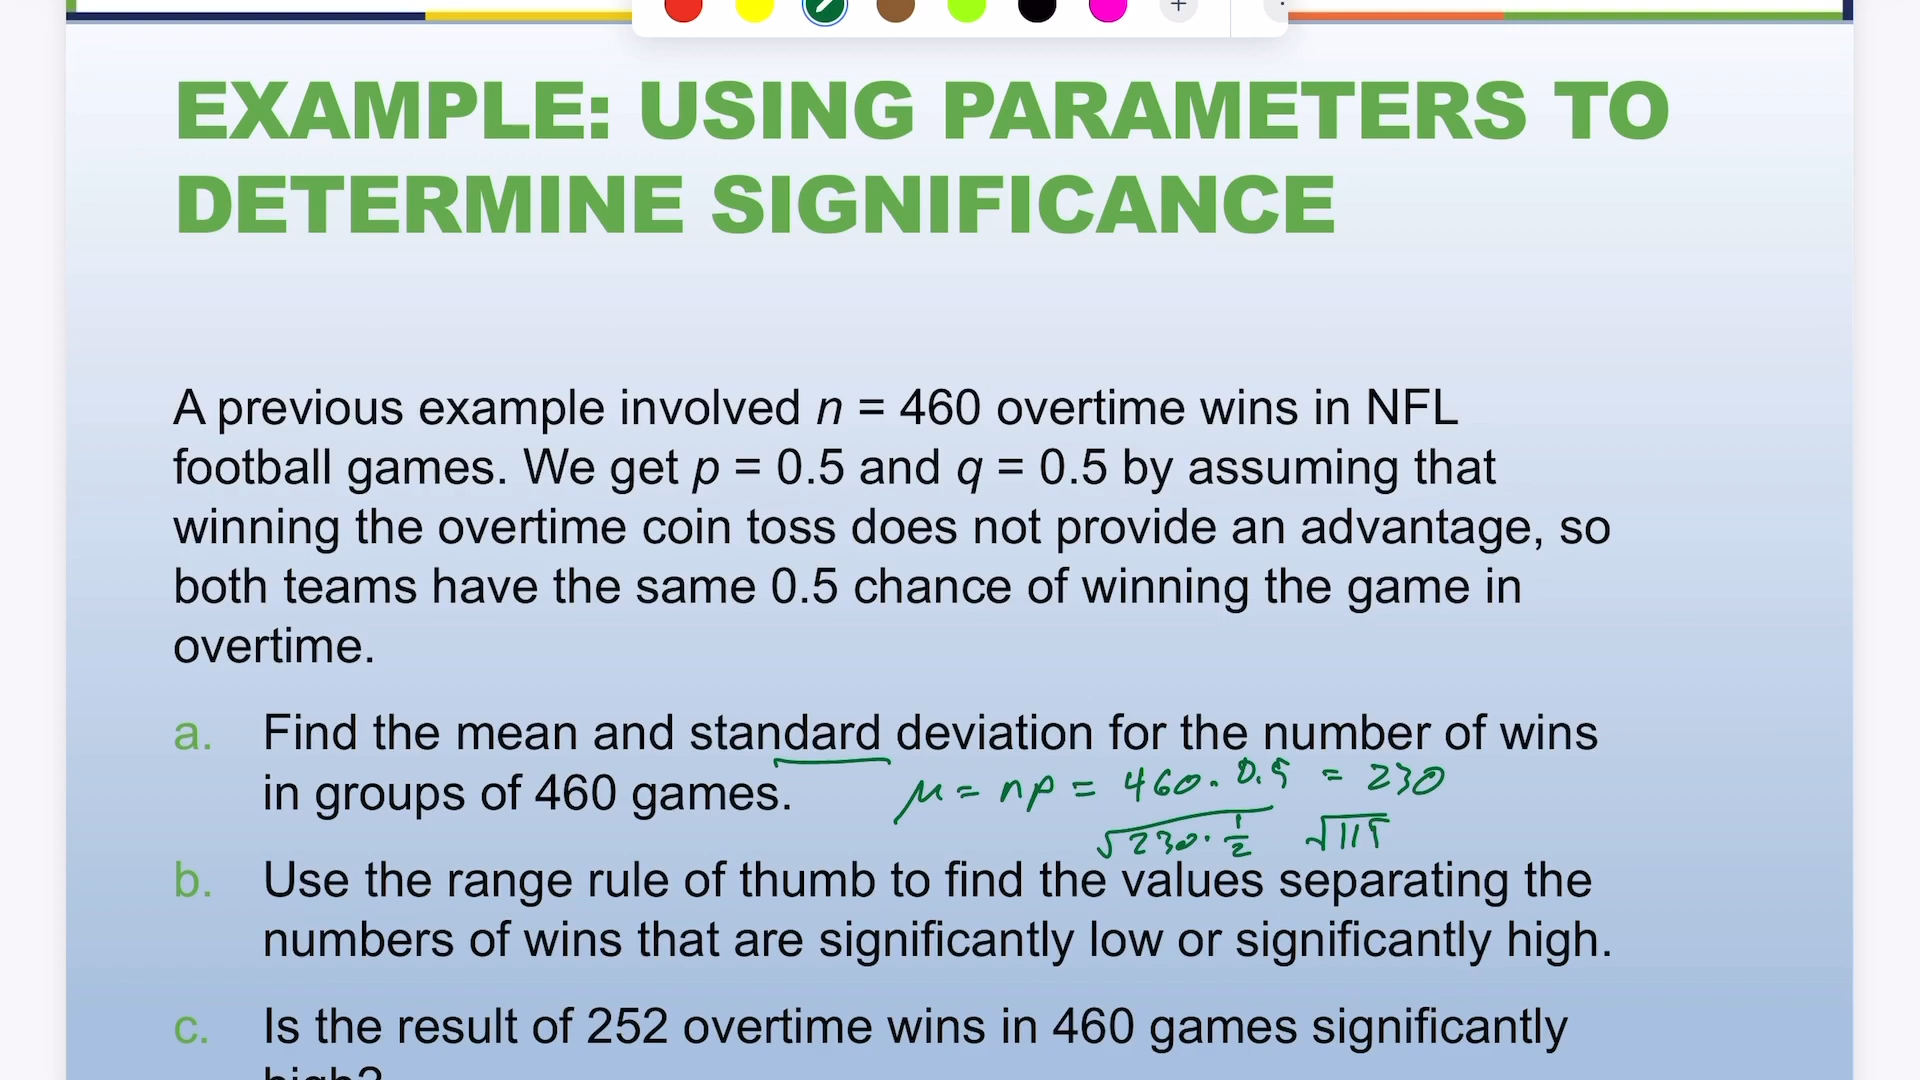 EXAMPLE: USING PARAMETERS TO
DETERMINE SIGNIFICANCE
A previous example involved n = 460 overtime wins in NFL
football games. We get p = 0.5 and q = 0.5 by assuming that
winning the overtime coin toss does not provide an advantage, so
both teams have the same 0.5 chance of winning the game in
overtime.
a. Find the mean and standard deviation for the number of wins
in groups of 460 games.
μ = np = 460 · 0.5 = 230
√230 · 1/2 √115
b. Use the range rule of thumb to find the values separating the
numbers of wins that are significantly low or significantly high.
c. Is the result of 252 overtime wins in 460 games significantly
high?